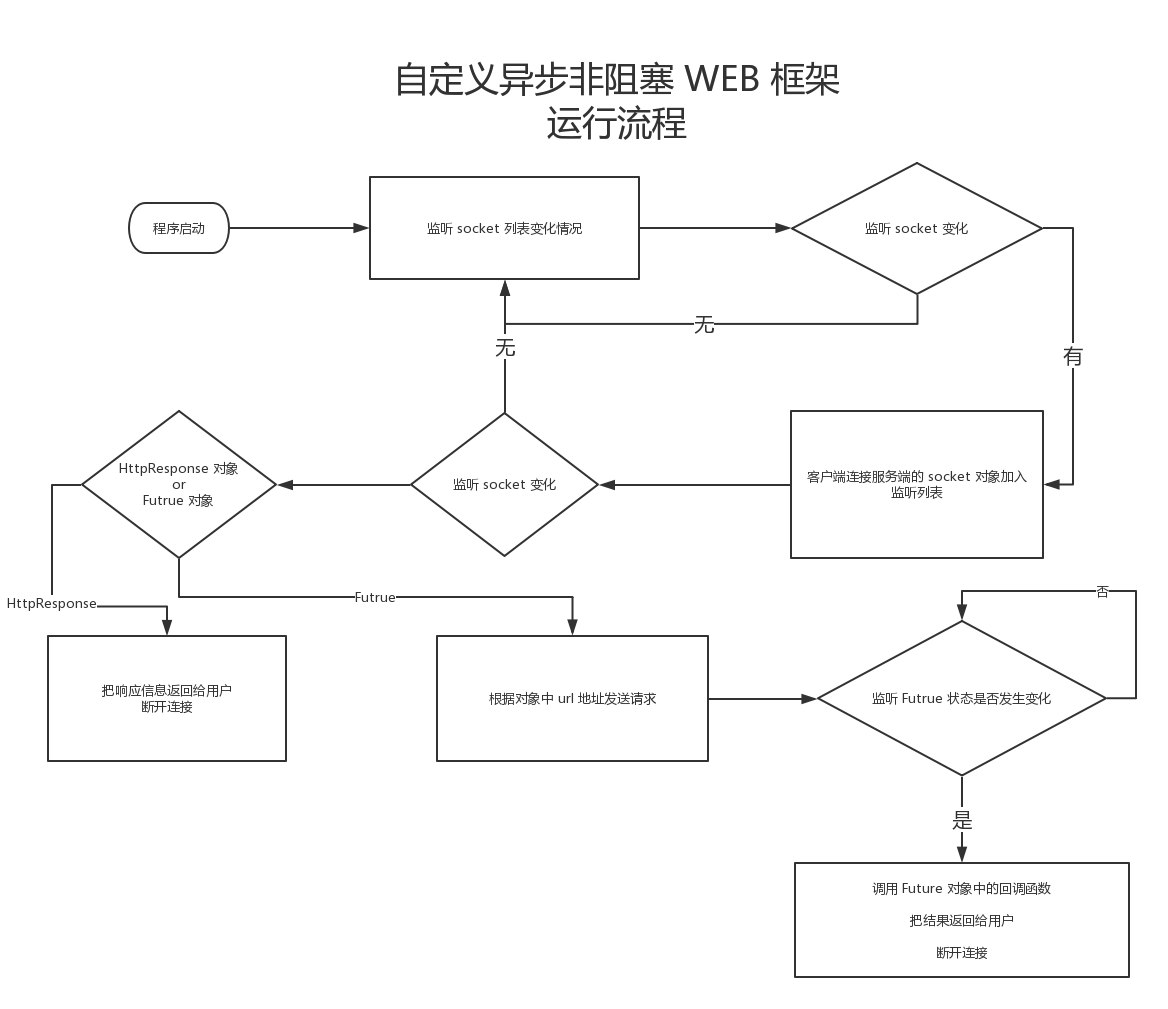 自定义异步非阻塞 WEB 框架
运行流程
程序启动
监听 socket 列表变化情况
监听 socket 变化
无
无
有
HttpResponse 对象
or
Futrue 对象
监听 socket 变化
客户端连接服务端的 socket 对象加入
监听列表
HttpResponse
Futrue
否
把响应信息返回给用户
断开连接
根据对象中 url 地址发送请求
监听 Futrue 状态是否发生变化
是
调用 Future 对象中的回调函数
把结果返回给用户
断开连接